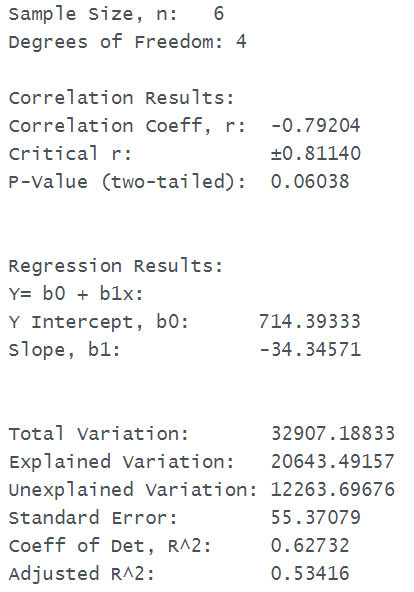 Sample Size, n: 6
Degrees of Freedom: 4
Correlation Results:
Correlation Coeff, r: -0.79204
Critical r: ±0.81140
P-Value (two-tailed): 0.06038
Regression Results:
Y= b0 + b1x:
Y Intercept, b0: 714.39333
Slope, b1: -34.34571
Total Variation: 32907.18833
Explained Variation: 20643.49157
Unexplained Variation: 12263.69676
Standard Error: 55.37079
Coeff of Det, R^2: 0.62732
Adjusted R^2: 0.53416